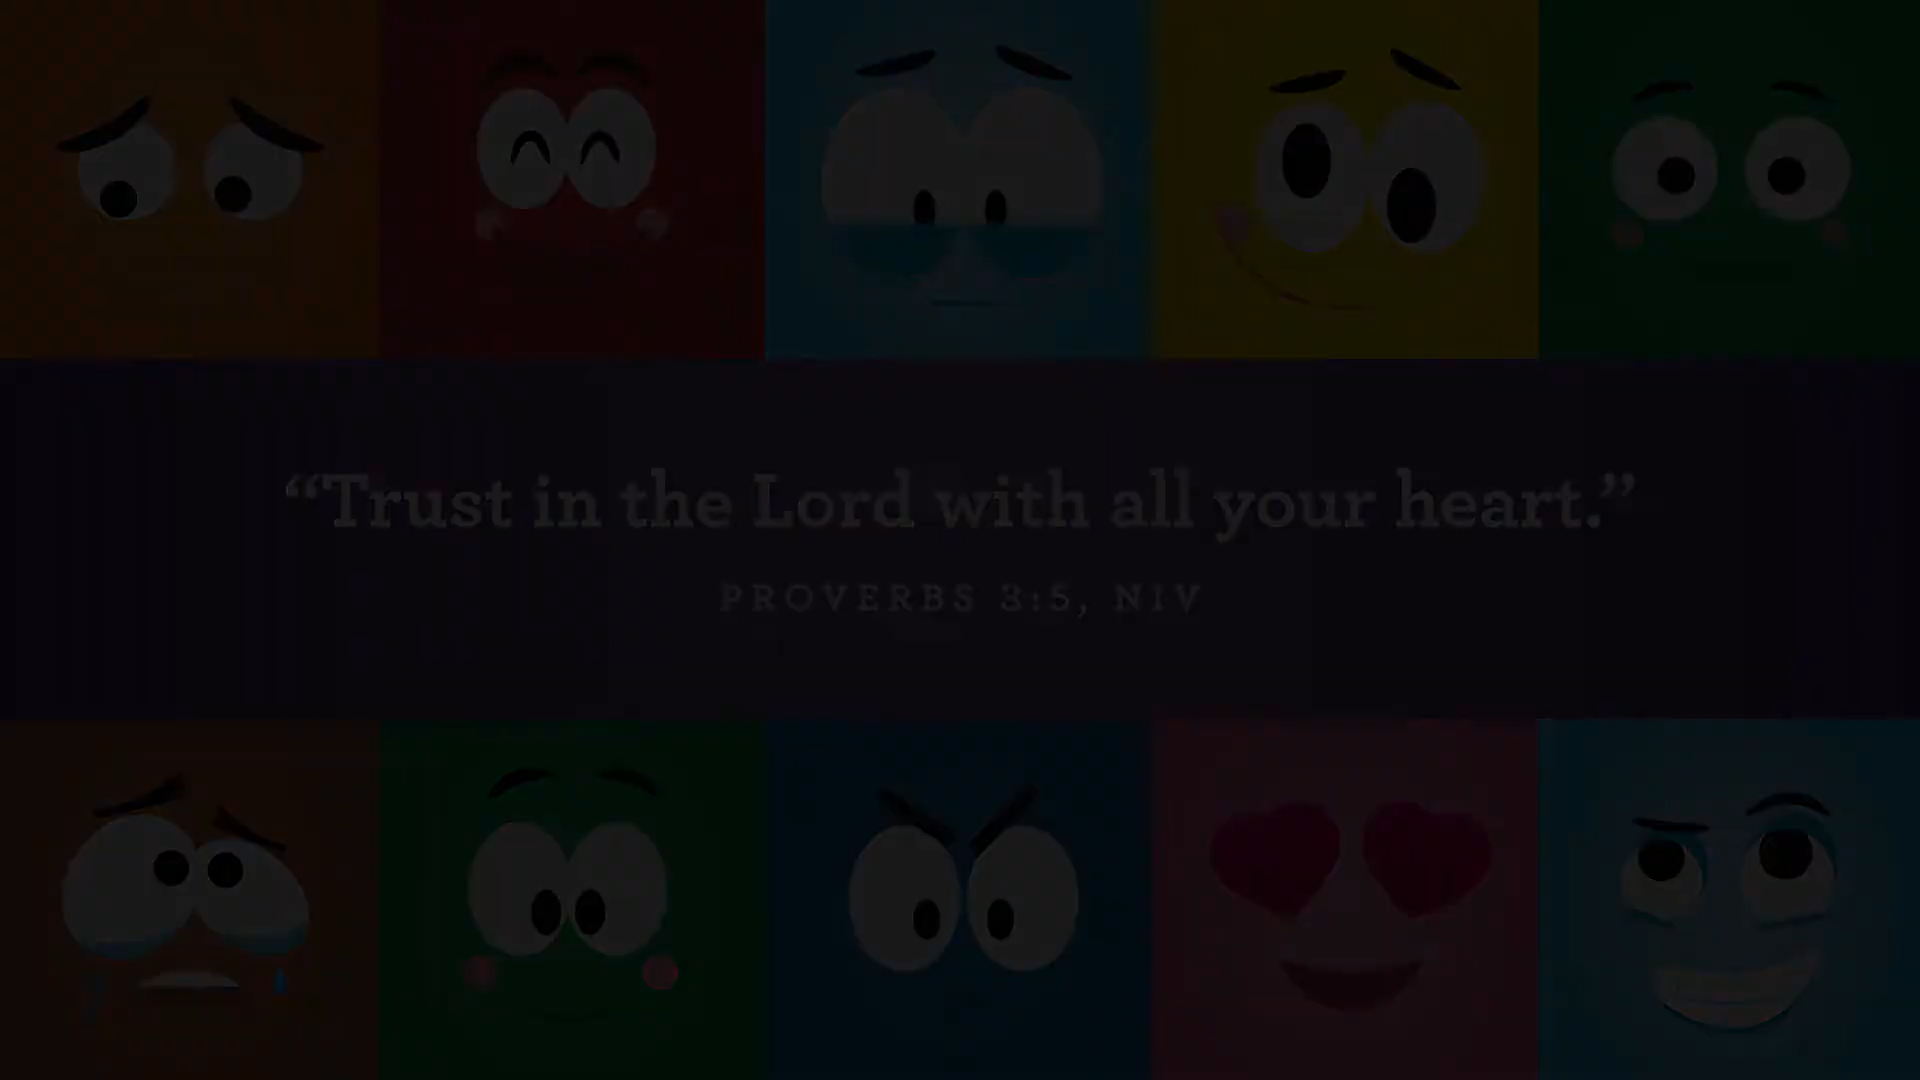 “Trust in the Lord with all your heart.”
PROVERBS 3:5, NIV